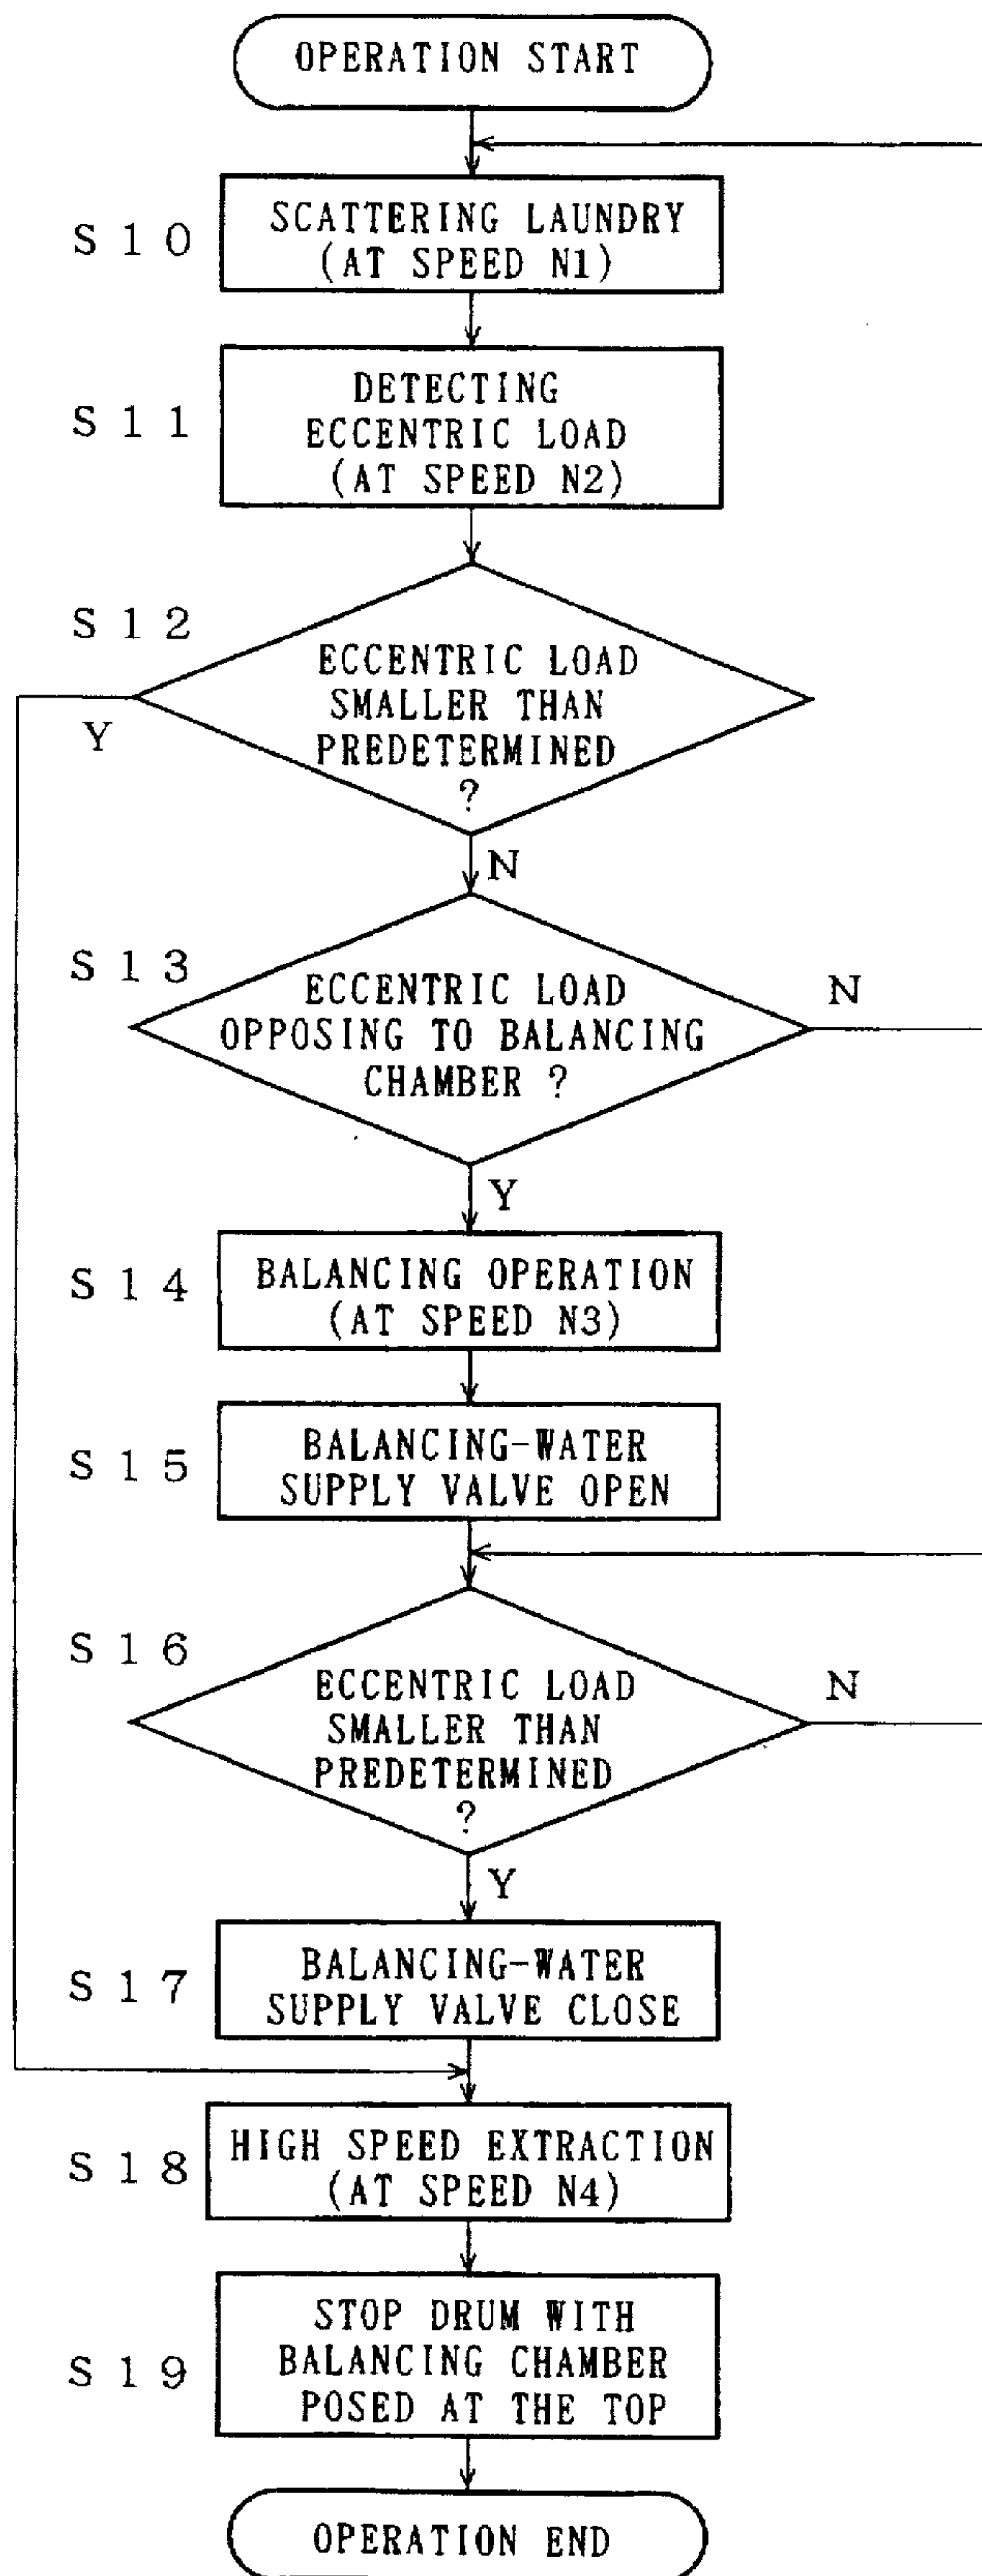 OPERATION START
S10
SCATTERING LAUNDRY
(AT SPEED N1)
S11
DETECTING
ECCENTRIC LOAD
(AT SPEED N2)
S12
ECCENTRIC LOAD
SMALLER THAN
PREDETERMINED
?
Y
N
S13
ECCENTRIC LOAD
OPPOSING TO BALANCING
CHAMBER ?
N
Y
S14
BALANCING OPERATION
(AT SPEED N3)
S15
BALANCING-WATER
SUPPLY VALVE OPEN
S16
ECCENTRIC LOAD
SMALLER THAN
PREDETERMINED
?
N
Y
S17
BALANCING-WATER
SUPPLY VALVE CLOSE
S18
HIGH SPEED EXTRACTION
(AT SPEED N4)
S19
STOP DRUM WITH
BALANCING CHAMBER
POSED AT THE TOP
OPERATION END